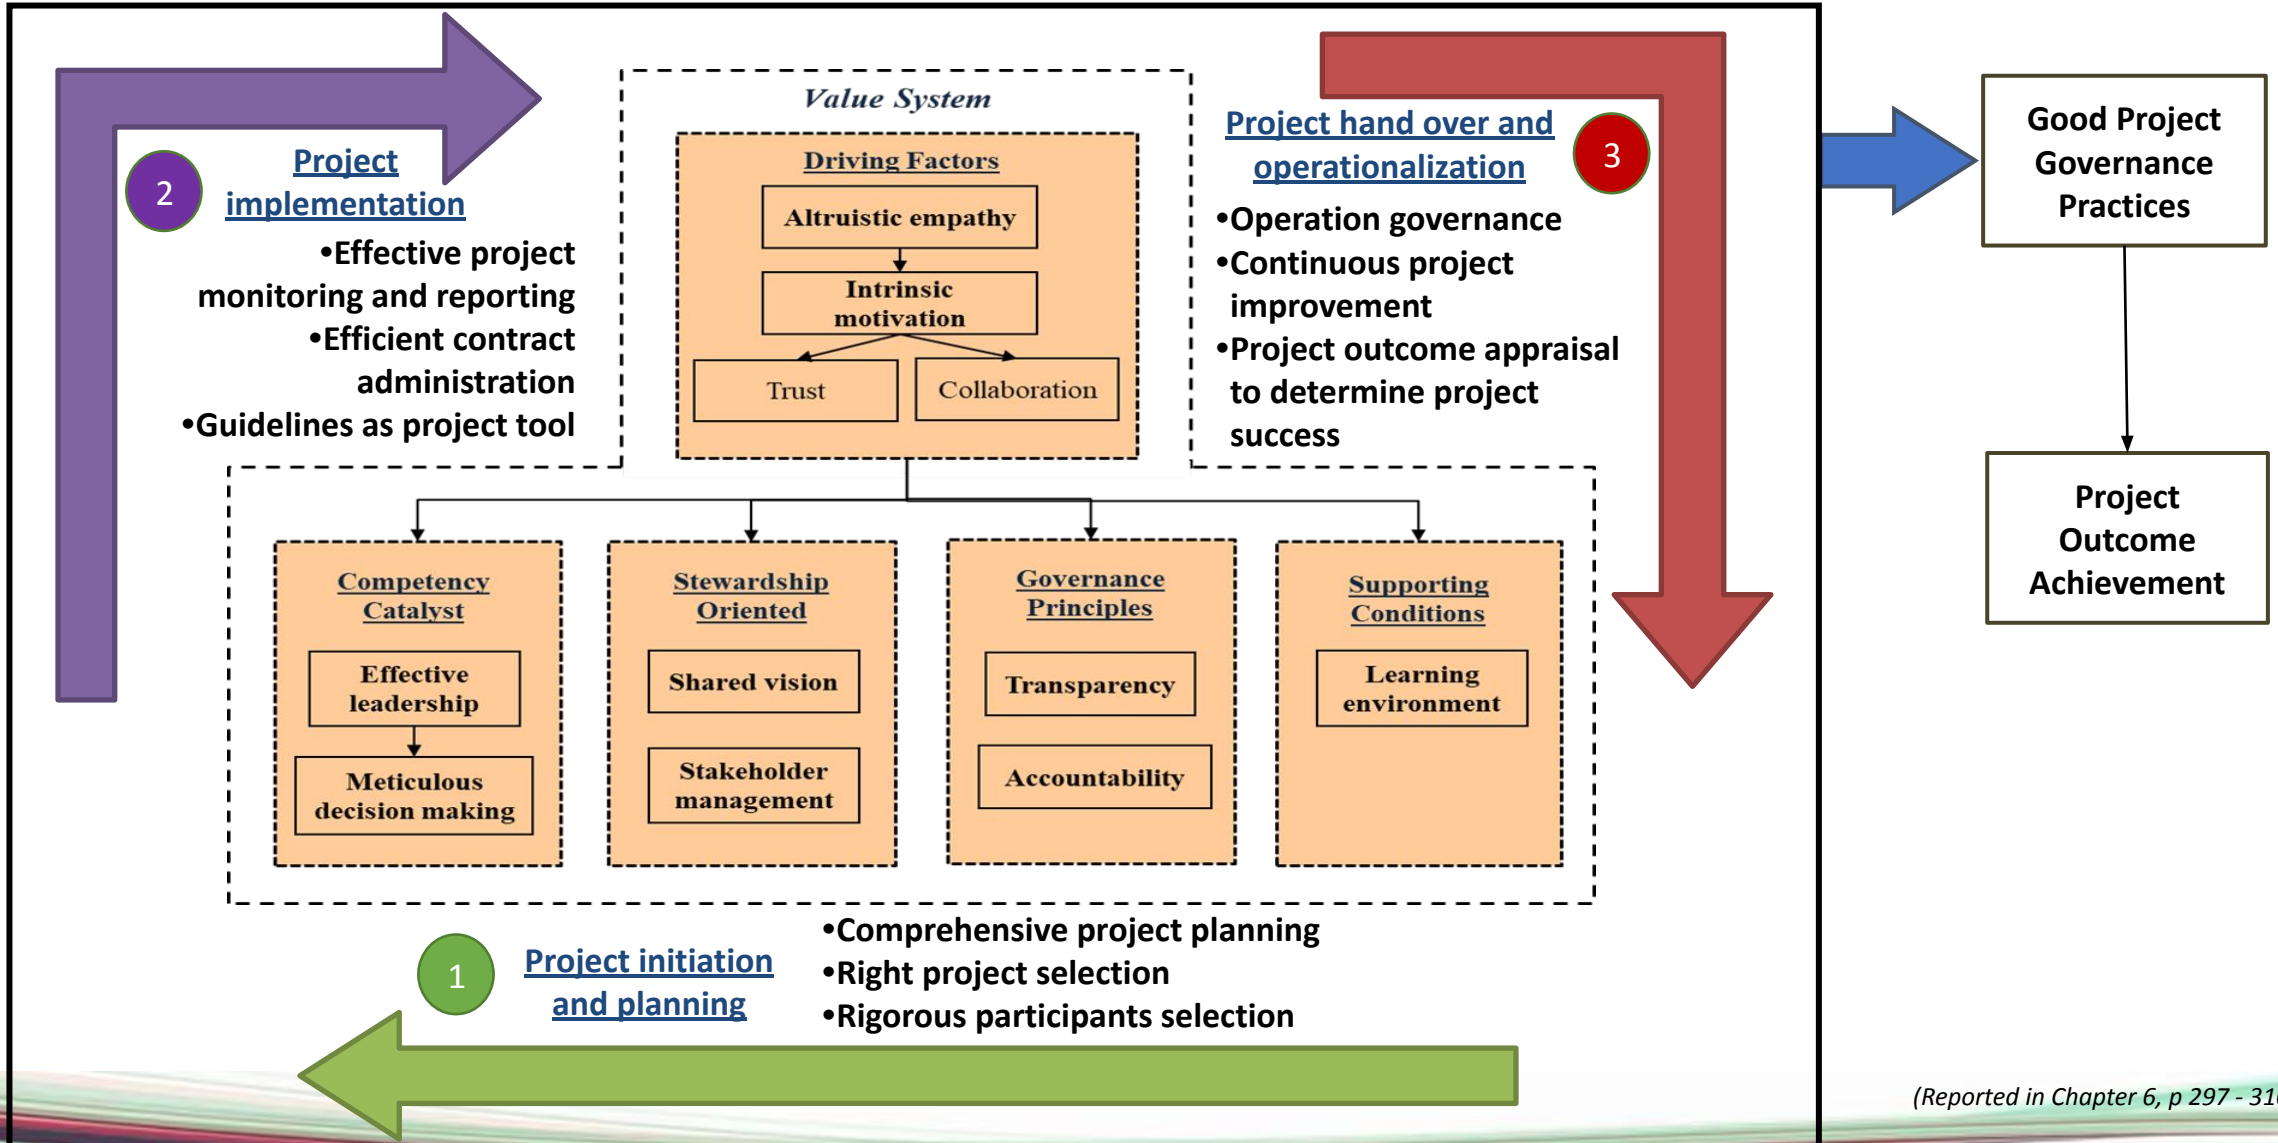 Value System
Driving Factors
Altruistic empathy
Intrinsic
motivation
Trust
Collaboration
2
Project
implementation
•Effective project
monitoring and reporting
•Efficient contract
administration
•Guidelines as project tool
Project hand over and
operationalization
3
•Operation governance
•Continuous project
improvement
•Project outcome appraisal
to determine project
success
Good Project
Governance
Practices
Project
Outcome
Achievement
Competency
Catalyst
Effective
leadership
Meticulous
decision making
Stewardship
Oriented
Shared vision
Stakeholder
management
Governance
Principles
Transparency
Accountability
Supporting
Conditions
Learning
environment
1
Project initiation
and planning
•Comprehensive project planning
•Right project selection
•Rigorous participants selection
(Reported in Chapter 6, p 297 - 31